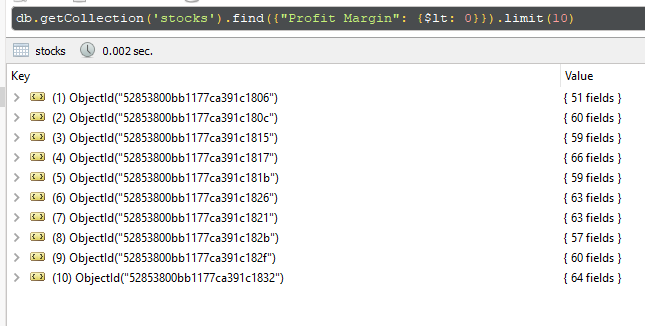 db.getCollection('stocks').find({"Profit Margin": {$lt: 0}}).limit(10)
stocks 0.002 sec.
Key Value
(1) ObjectId("52853800bb1177ca391c1806") { 51 fields }
(2) ObjectId("52853800bb1177ca391c180c") { 60 fields }
(3) ObjectId("52853800bb1177ca391c1815") { 59 fields }
(4) ObjectId("52853800bb1177ca391c1817") { 66 fields }
(5) ObjectId("52853800bb1177ca391c181b") { 59 fields }
(6) ObjectId("52853800bb1177ca391c1826") { 63 fields }
(7) ObjectId("52853800bb1177ca391c1821") { 63 fields }
(8) ObjectId("52853800bb1177ca391c182b") { 57 fields }
(9) ObjectId("52853800bb1177ca391c182f") { 60 fields }
(10) ObjectId("52853800bb1177ca391c1832") { 64 fields }